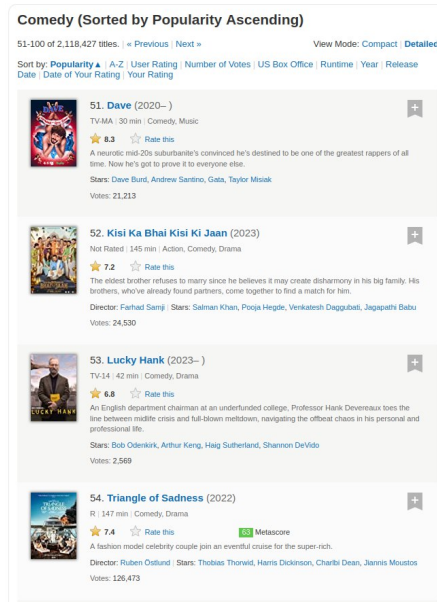 Comedy (Sorted by Popularity Ascending)
51-100 of 2,118,427 titles. | « Previous | Next »
View Mode: Compact | Detailed
Sort by: Popularity▲ | A-Z | User Rating | Number of Votes | US Box Office | Runtime | Year | Release
Date | Date of Your Rating | Your Rating
DAVE
51. Dave (2020– )
TV-MA | 30 min | Comedy, Music
8.3 Rate this
A neurotic mid-20s suburbanite's convinced he's destined to be one of the greatest rappers of all
time. Now he's got to prove it to everyone else.
Stars: Dave Burd, Andrew Santino, Gata, Taylor Misiak
Votes: 21,213
52. Kisi Ka Bhai Kisi Ki Jaan (2023)
Not Rated | 145 min | Action, Comedy, Drama
7.2 Rate this
The eldest brother refuses to marry since he believes it may create disharmony in his big family. His
brothers, who've already found partners, come together to find a match for him.
Director: Farhad Samji | Stars: Salman Khan, Pooja Hegde, Venkatesh Daggubati, Jagapathi Babu
Votes: 24,530
LUCKY HANK
53. Lucky Hank (2023– )
TV-14 | 42 min | Comedy, Drama
6.8 Rate this
An English department chairman at an underfunded college, Professor Hank Devereaux toes the
line between midlife crisis and full-blown meltdown, navigating the offbeat chaos in his personal and
professional life.
Stars: Bob Odenkirk, Arthur Keng, Haig Sutherland, Shannon DeVido
Votes: 2,569
TRIANGLE
OF SADNESS
54. Triangle of Sadness (2022)
R | 147 min | Comedy, Drama
7.4 Rate this 63 Metascore
A fashion model celebrity couple join an eventful cruise for the super-rich.
Director: Ruben Östlund | Stars: Thobias Thorwid, Harris Dickinson, Charlbi Dean, Jiannis Moustos
Votes: 126,473